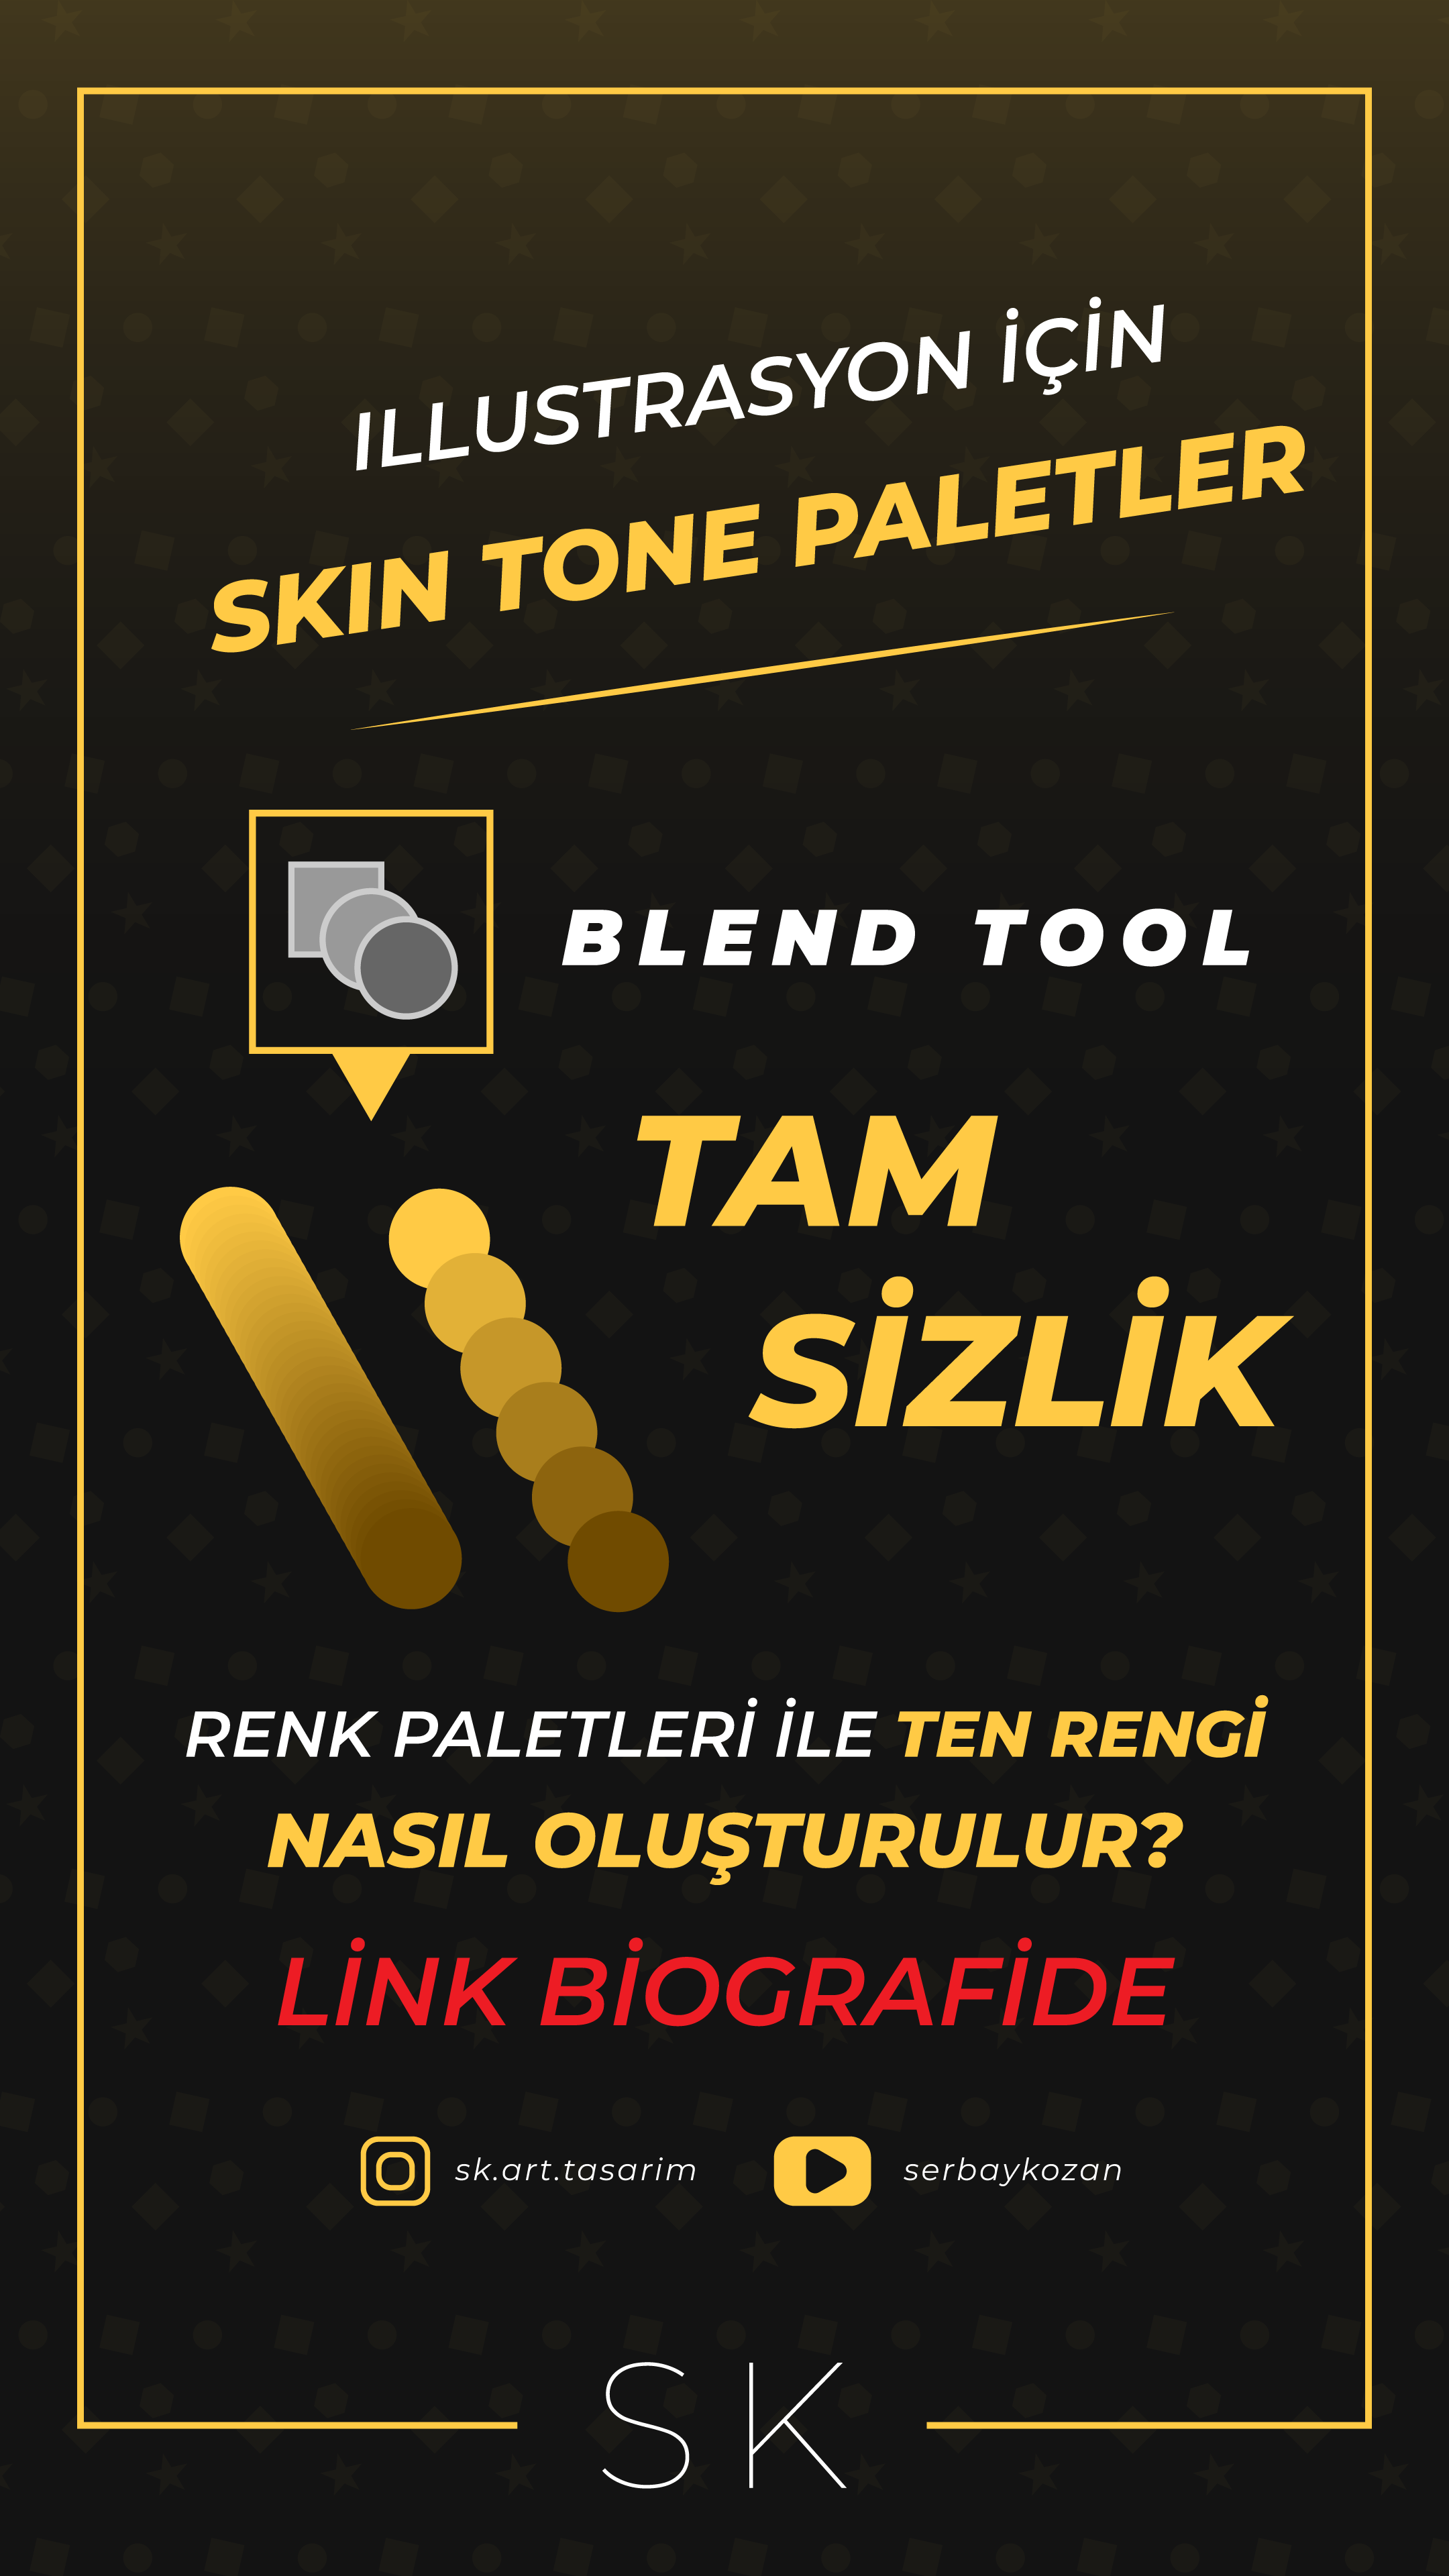 ILLUSTRASYON İÇİN
SKIN TONE PALETLER
BLEND TOOL
TAM
SİZLİK
RENK PALETLERİ İLE TEN RENGİ
NASIL OLUŞTURULUR?
LİNK BİOGRAFİDE
sk.art.tasarim serbaykozan
SK